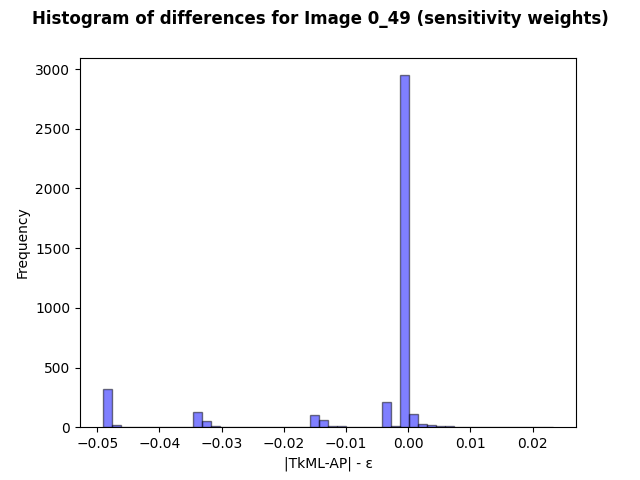 Histogram of differences for Image 0_49 (sensitivity weights)
3000
2500
2000
1500
1000
500
0
Frequency
−0.05 −0.04 −0.03 −0.02 −0.01 0.00 0.01 0.02
|TkML-AP| - ε